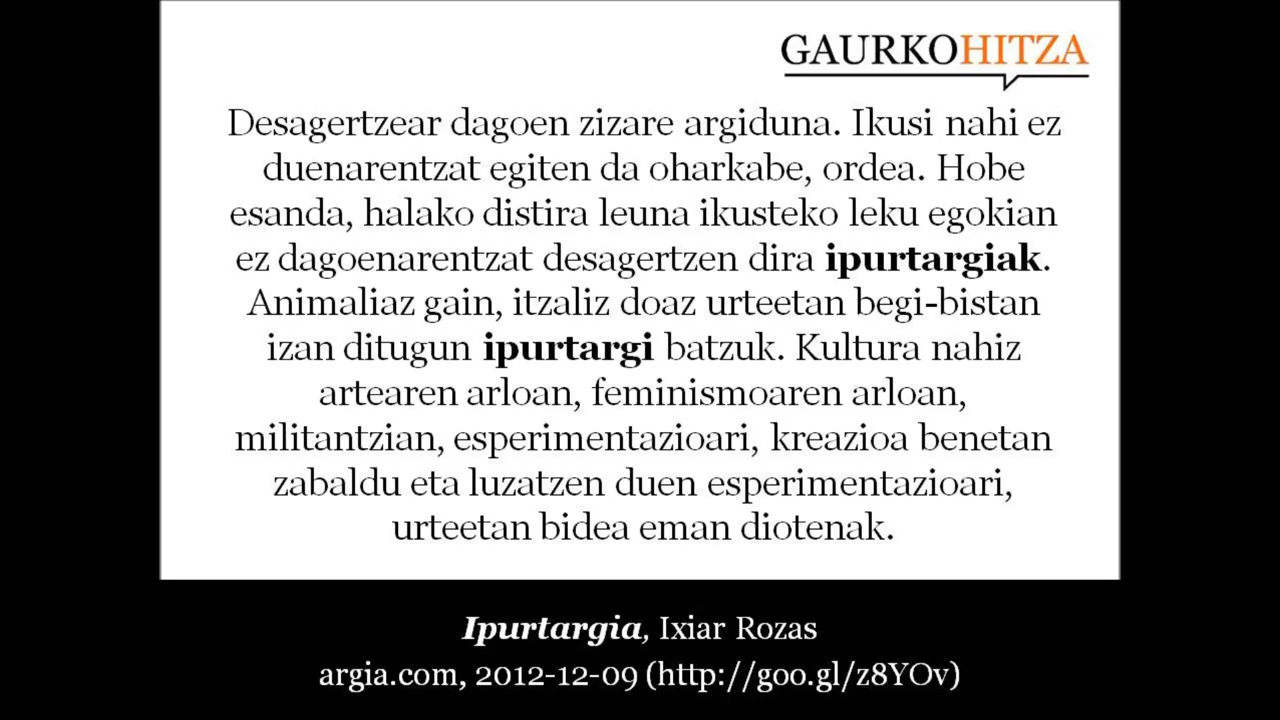 GAURKOHITZA
Desagertzear dagoen zizare argiduna. Ikusi nahi ez
duenarentzat egiten da oharkabe, ordea. Hobe
esanda, halako distira leuna ikusteko leku egokian
ez dagoenarentzat desagertzen dira ipurtargiak.
Animaliaz gain, itzaliz doaz urteetan begi-bistan
izan ditugun ipurtargi batzuk. Kultura nahiz
artearen arloan, feminismoaren arloan,
militantzian, esperimentazioari, kreazioa benetan
zabaldu eta luzatzen duen esperimentazioari,
urteetan bidea eman diotenak.
Ipurtargia, Ixiar Rozas
argia.com, 2012-12-09 (http://goo.gl/z8YOv)